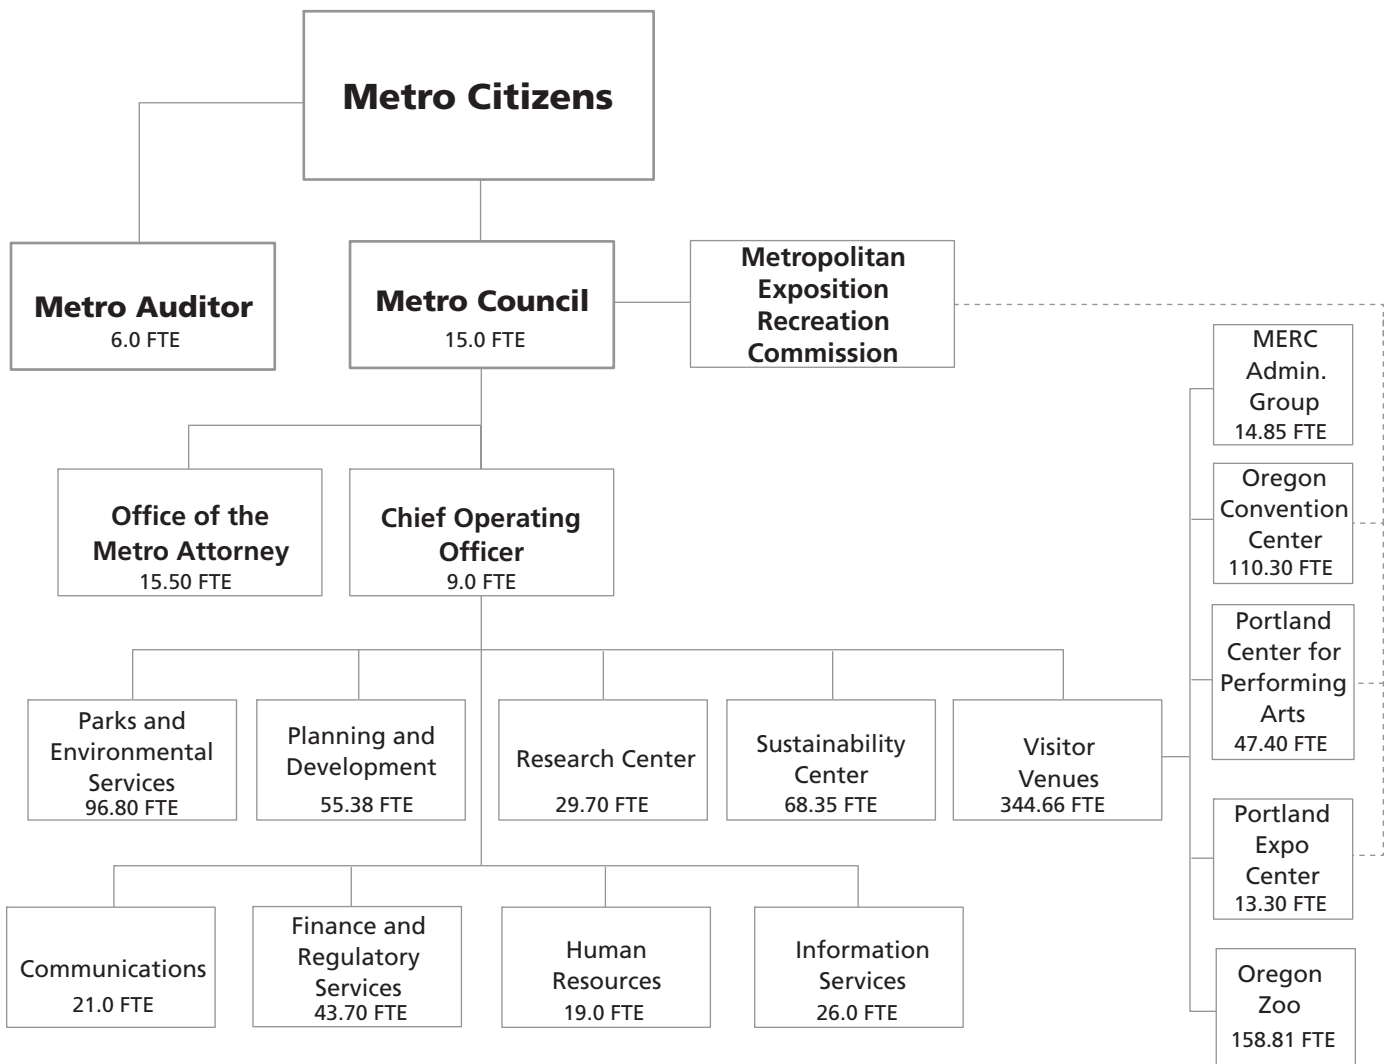 Metro Citizens
Metro Auditor
6.0 FTE
Metro Council
15.0 FTE
Metropolitan
Exposition
Recreation
Commission
Office of the
Metro Attorney
15.50 FTE
Chief Operating
Officer
9.0 FTE
Parks and
Environmental
Services
96.80 FTE
Planning and
Development
55.38 FTE
Research Center
29.70 FTE
Sustainability
Center
68.35 FTE
Visitor
Venues
344.66 FTE
MERC
Admin.
Group
14.85 FTE
Oregon
Convention
Center
110.30 FTE
Portland
Center for
Performing
Arts
47.40 FTE
Portland
Expo
Center
13.30 FTE
Oregon
Zoo
158.81 FTE
Communications
21.0 FTE
Finance and
Regulatory
Services
43.70 FTE
Human
Resources
19.0 FTE
Information
Services
26.0 FTE